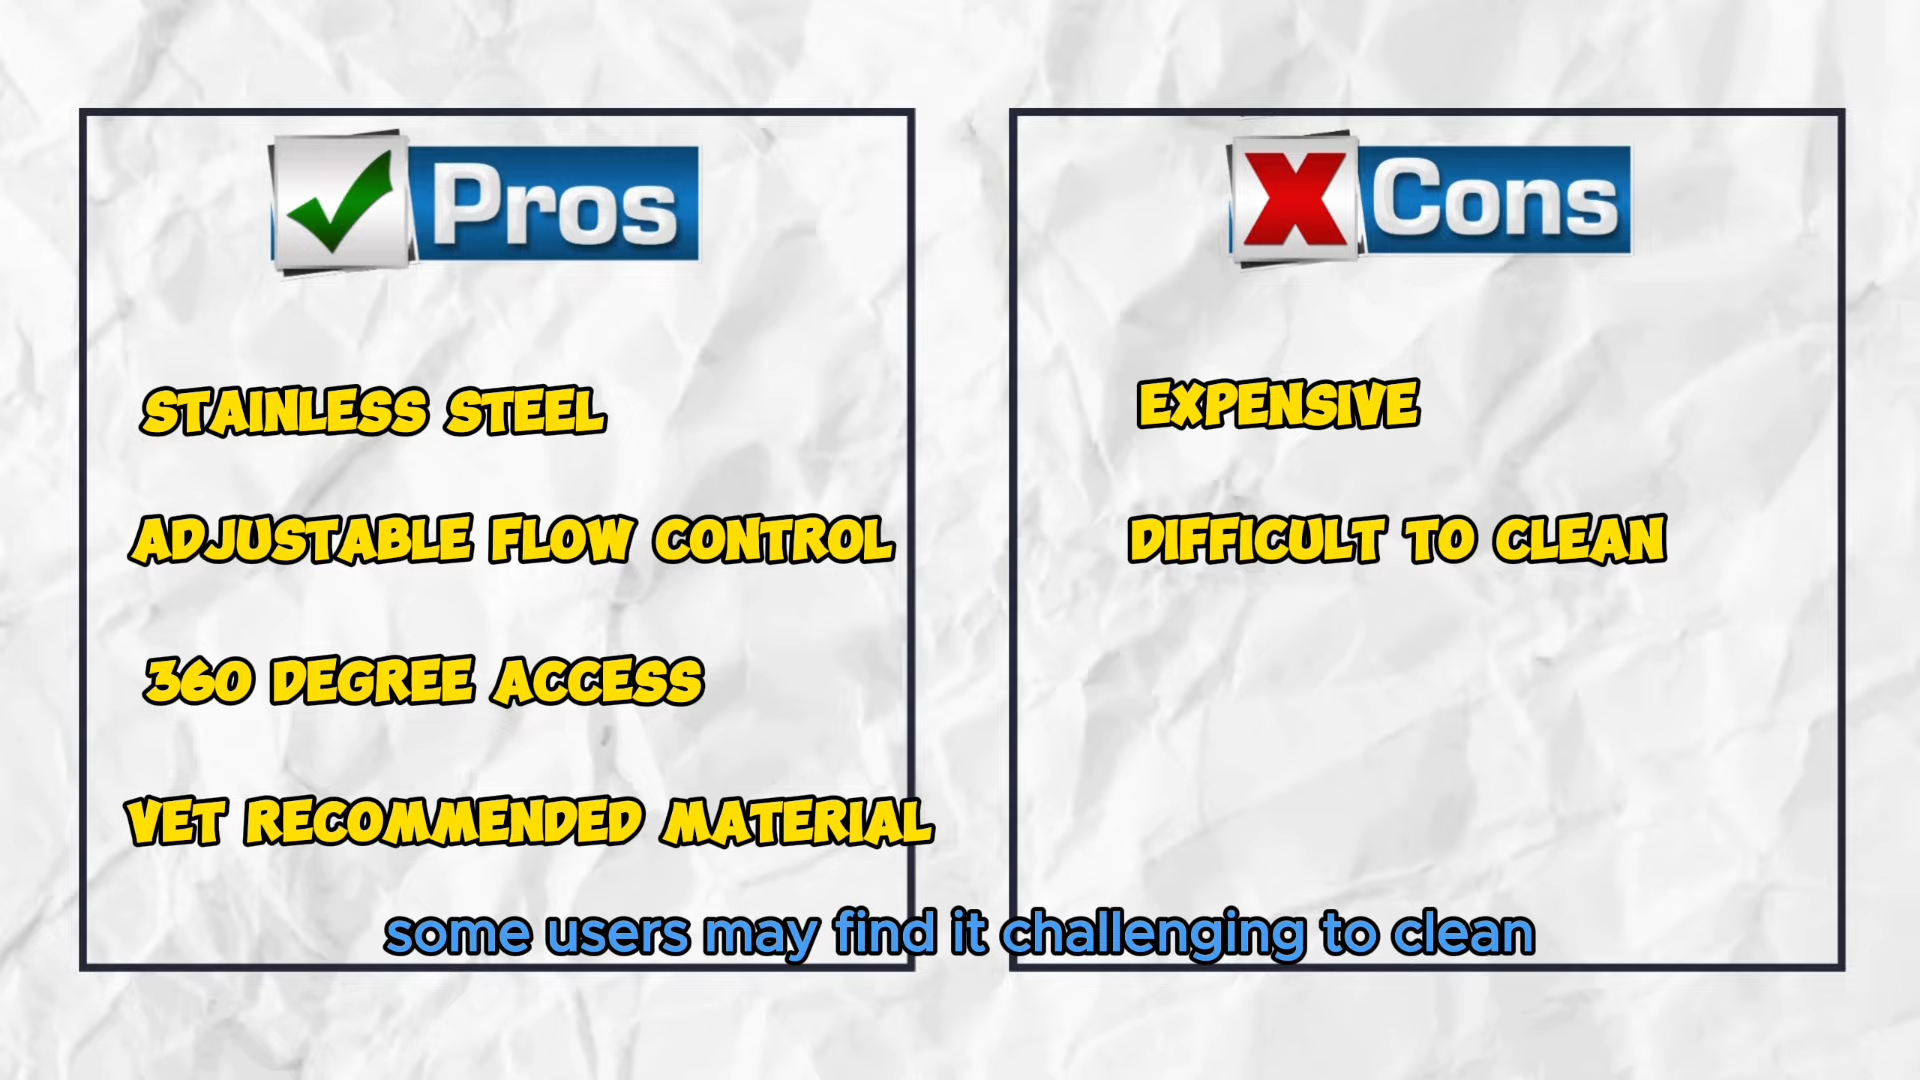 Pros
STAINLESS STEEL
ADJUSTABLE FLOW CONTROL
360 DEGREE ACCESS
VET RECOMMENDED MATERIAL
X Cons
EXPENSIVE
DIFFICULT TO CLEAN
some users may find it challenging to clean